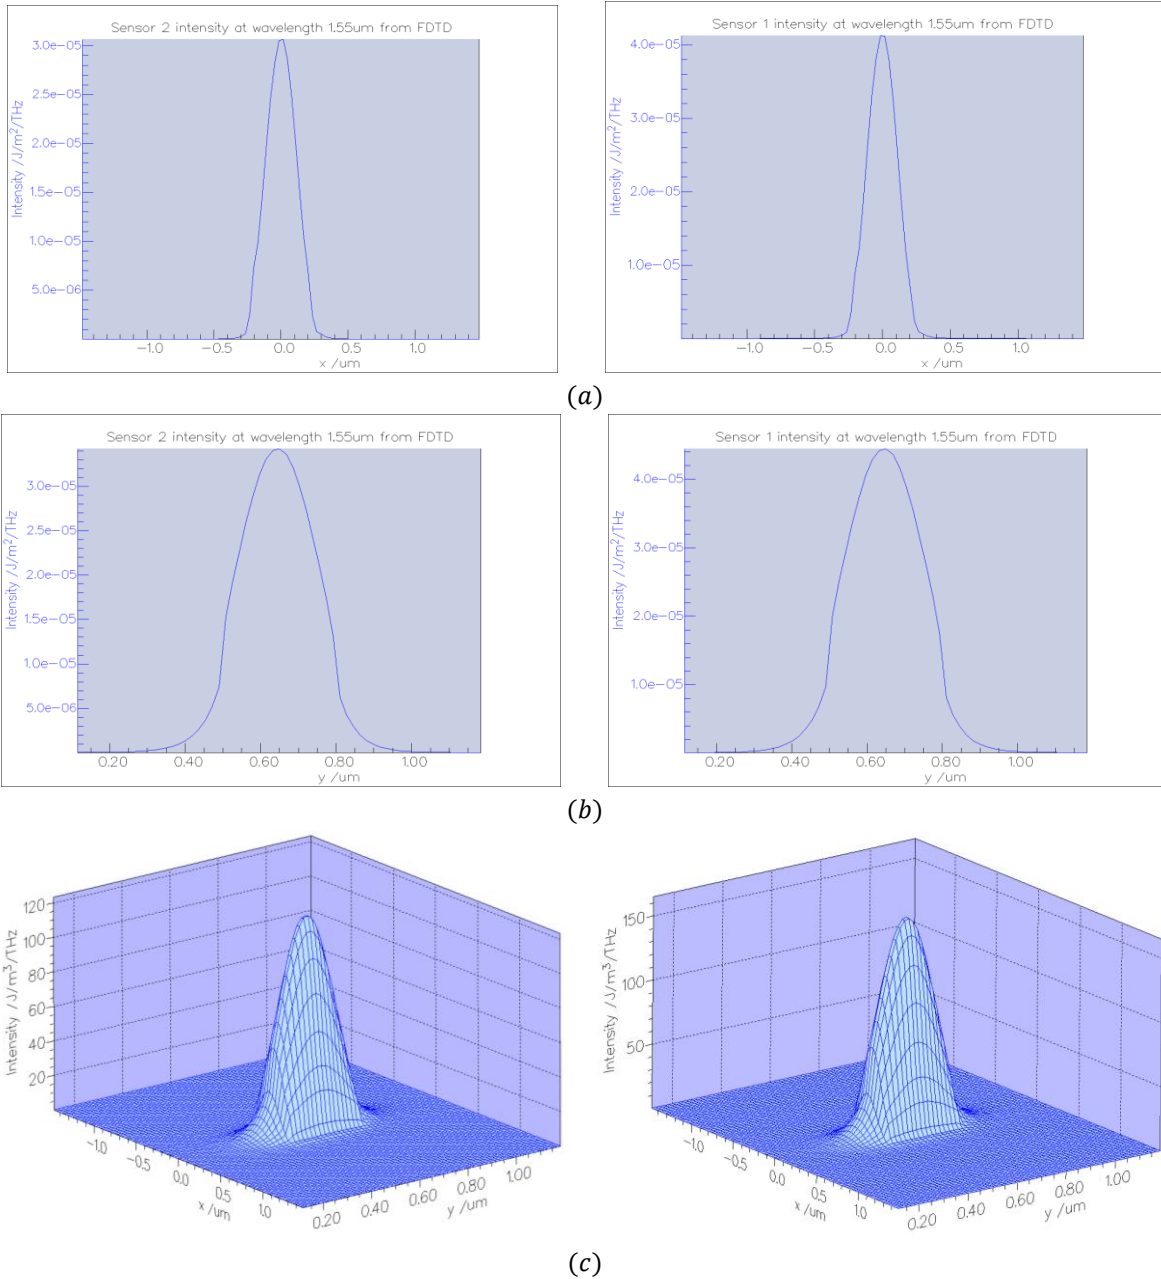 Sensor 2 intensity at wavelength 1.55um from FDTD
Intensity /J/m²/THz
3.0e−05
2.5e−05
2.0e−05
1.5e−05
1.0e−05
5.0e−06
−1.0 −0.5 0.0 0.5 1.0
x /um
Sensor 1 intensity at wavelength 1.55um from FDTD
Intensity /J/m²/THz
4.0e−05
3.0e−05
2.0e−05
1.0e−05
−1.0 −0.5 0.0 0.5 1.0
x /um
(a)
Sensor 2 intensity at wavelength 1.55um from FDTD
Intensity /J/m²/THz
3.0e−05
2.5e−05
2.0e−05
1.5e−05
1.0e−05
5.0e−06
0.20 0.40 0.60 0.80 1.00
y /um
Sensor 1 intensity at wavelength 1.55um from FDTD
Intensity /J/m²/THz
4.0e−05
3.0e−05
2.0e−05
1.0e−05
0.20 0.40 0.60 0.80 1.00
y /um
(b)
Intensity /J/m³/THz
120
100
80
60
40
20
−1.0 −0.5 0.0 0.5 1.0
x /um
0.20 0.40 0.60 0.80 1.00
y /um
Intensity /J/m³/THz
150
100
50
−1.0 −0.5 0.0 0.5 1.0
x /um
0.20 0.40 0.60 0.80 1.00
y /um
(c)